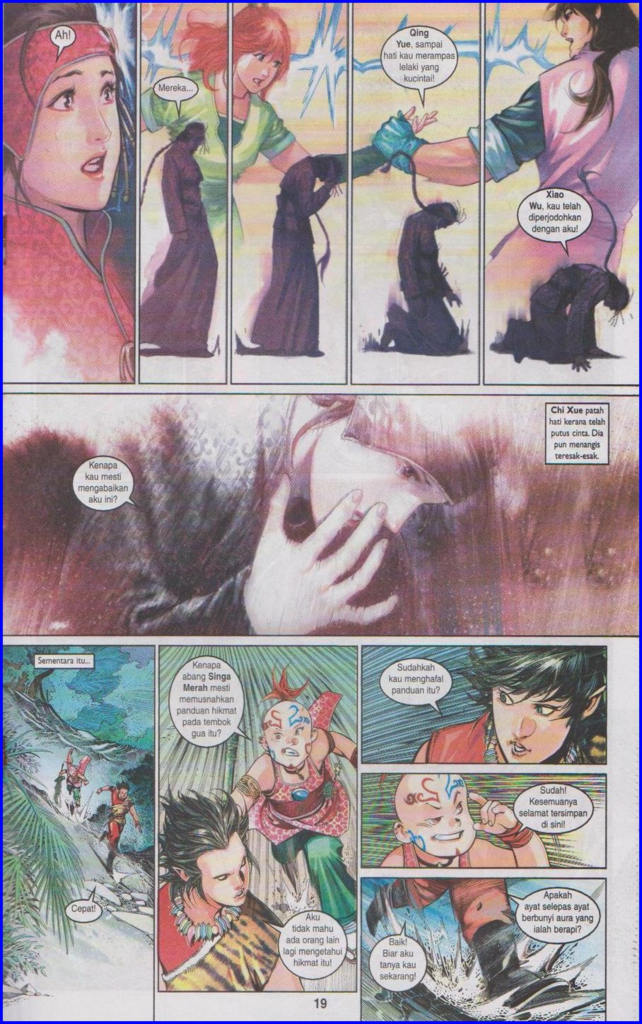 Ah!
Mereka...
Qing
Yue, sampai
hati kau merampas
lelaki yang
kucintai!
Xiao
Wu, kau telah
diperjodohkan
dengan aku!
Kenapa
kau mesti
mengabaikan
aku ini?
Chi Xue patah
hati kerana telah
putus cinta. Dia
pun menangis
teresak-esak.
Sementara itu...
Cepat!
Kenapa
abang Singa
Merah mesti
memusnahkan
panduan hikmat
pada tembok
gua itu?
Aku
tidak mahu
ada orang lain
lagi mengetahui
hikmat itu!
Sudahkah
kau menghafal
panduan itu?
Sudah!
Kesemuanya
selamat tersimpan
di sini!
Apakah
ayat selepas ayat
berbunyi aura yang
ialah berapi?
Baik!
Biar aku
tanya kau
sekarang!
19